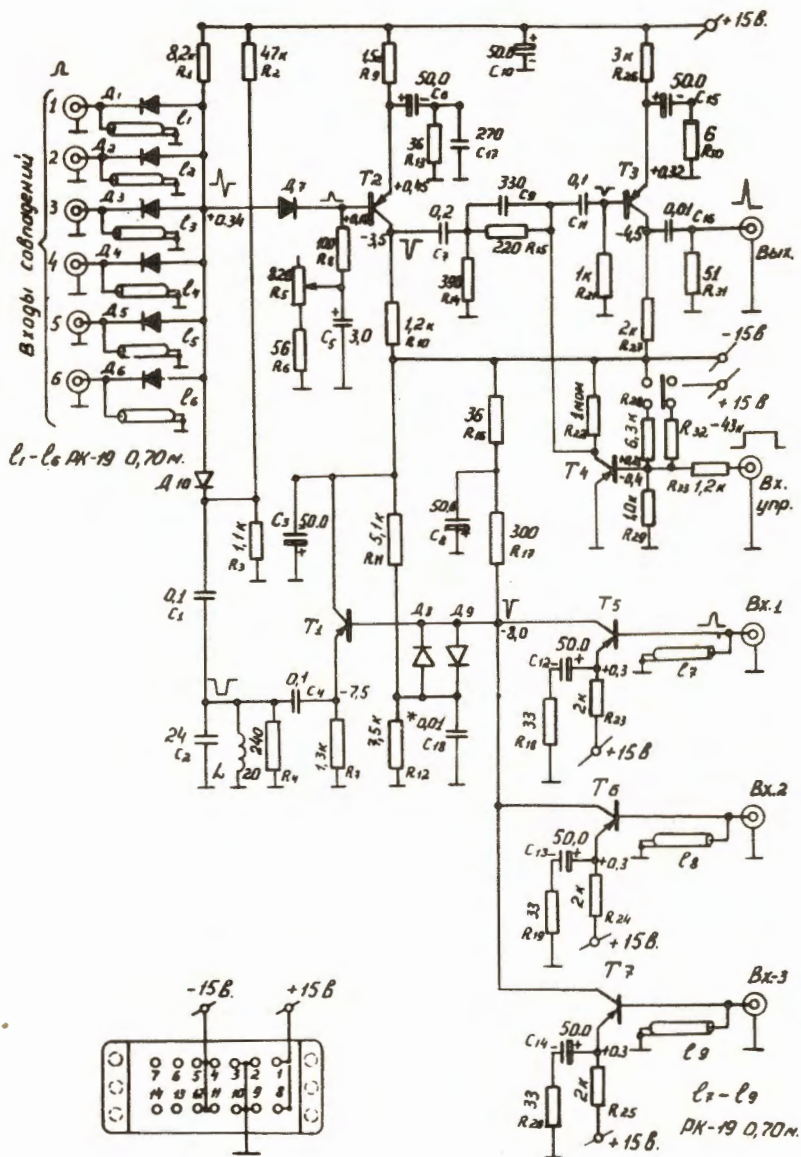 +15 в.
8,2к
R1
47к
R2
1,5к
R9
50.0
C10
3к
R26
Входы совпадений
1
Д1
l1
2
Д2
l2
3
Д3
l3
4
Д4
l4
5
Д5
l5
6
Д6
l6
l1-l6 РК-19 0,70м.
+0.34
Д7
T2
+0,45
-3,5
50,0
36
R13
270
C17
100
R8
820
R5
56
R6
C5
3,0
0,2
C7
330
C9
220
R15
390
R14
1,2к
R10
0,1
C11
1к
R21
T3
+0.32
-4,5
50.0
C15
6
R30
0,01
C16
51
R31
Вых.
2к
R27
-15в.
+15 в
R28
6,3к
R32-43к
R33 1,2к
Вх. упр.
1мом
R22
T4
-0,4
40к
R29
36
R16
50,0
C8
300
R17
Д10
1,1к
R3
C3
50.0
5,1к
R11
0,1
C1
T1
Д8
Д9
-8,0
0,1
C4
-7,5
24
C2
L
20
240
R4
1,3к
R7
7,5к
R12
*0,01
C18
T5
50.0
C12
+0,3
33
R18
2к
R23
+15в.
l7
Вх.1
T6
50,0
C13
+0,3
33
R19
2к
R24
+15в.
l8
Вх.2
T7
50.0
C14
+0.3
33
R20
2к
R25
+15в.
l9
Вх-3
l7-l9
РК-19 0,70м.
-15в.
+15в
7 6 5 4 3 2 1
14 13 12 11 10 9 8